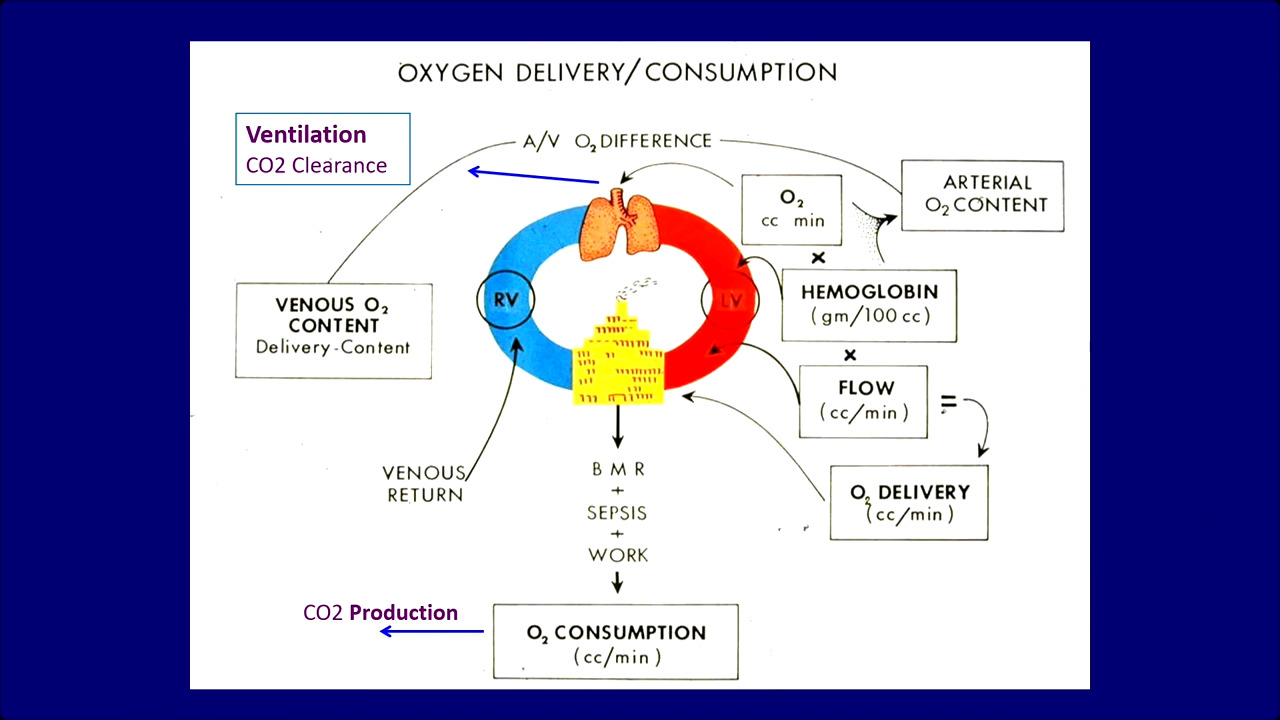 OXYGEN DELIVERY/CONSUMPTION
Ventilation
CO2 Clearance
A/V O₂ DIFFERENCE
ARTERIAL
O₂ CONTENT
O₂
cc min
x
HEMOGLOBIN
(gm/100 cc)
x
FLOW
(cc/min)
=
O₂ DELIVERY
(cc/min)
RV
LV
VENOUS O₂
CONTENT
Delivery-Content
VENOUS
RETURN
B M R
+
SEPSIS
+
WORK
CO2 Production
O₂ CONSUMPTION
(cc/min)